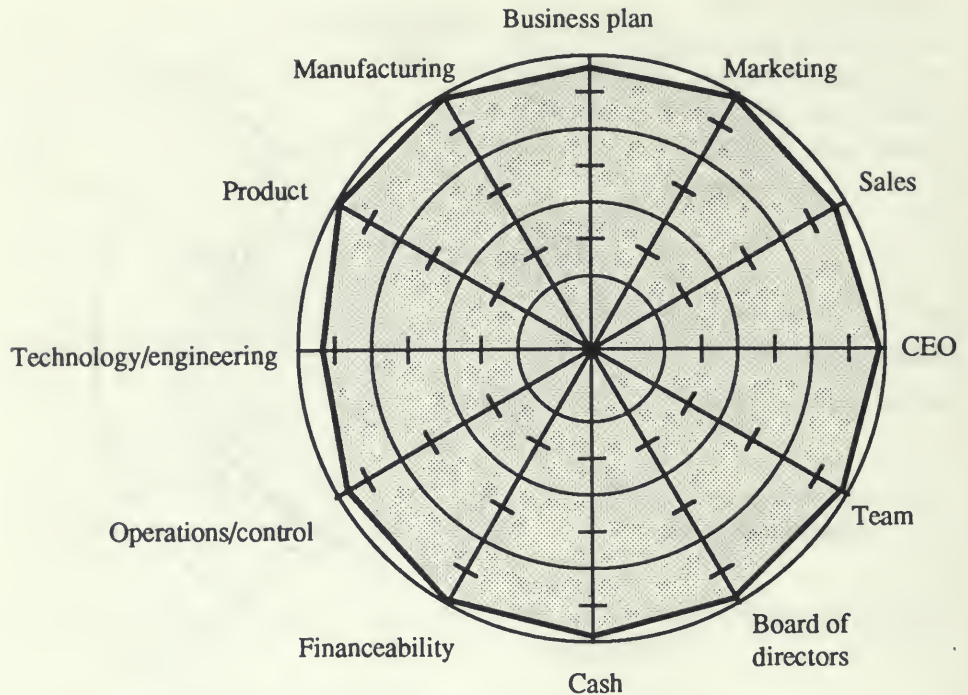 Business plan
Manufacturing
Marketing
Product
Sales
Technology/engineering
CEO
Operations/control
Team
Financeability
Board of
directors
Cash